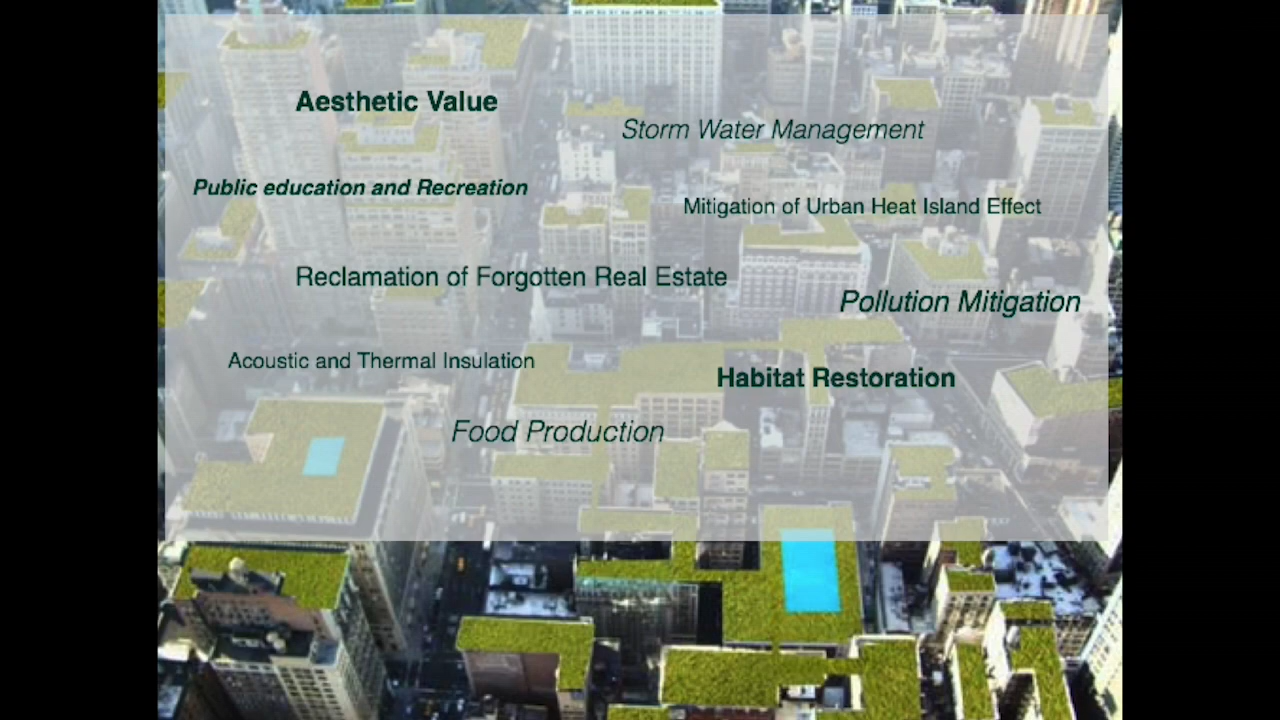 Aesthetic Value
Storm Water Management
Public education and Recreation
Mitigation of Urban Heat Island Effect
Reclamation of Forgotten Real Estate
Pollution Mitigation
Acoustic and Thermal Insulation
Habitat Restoration
Food Production